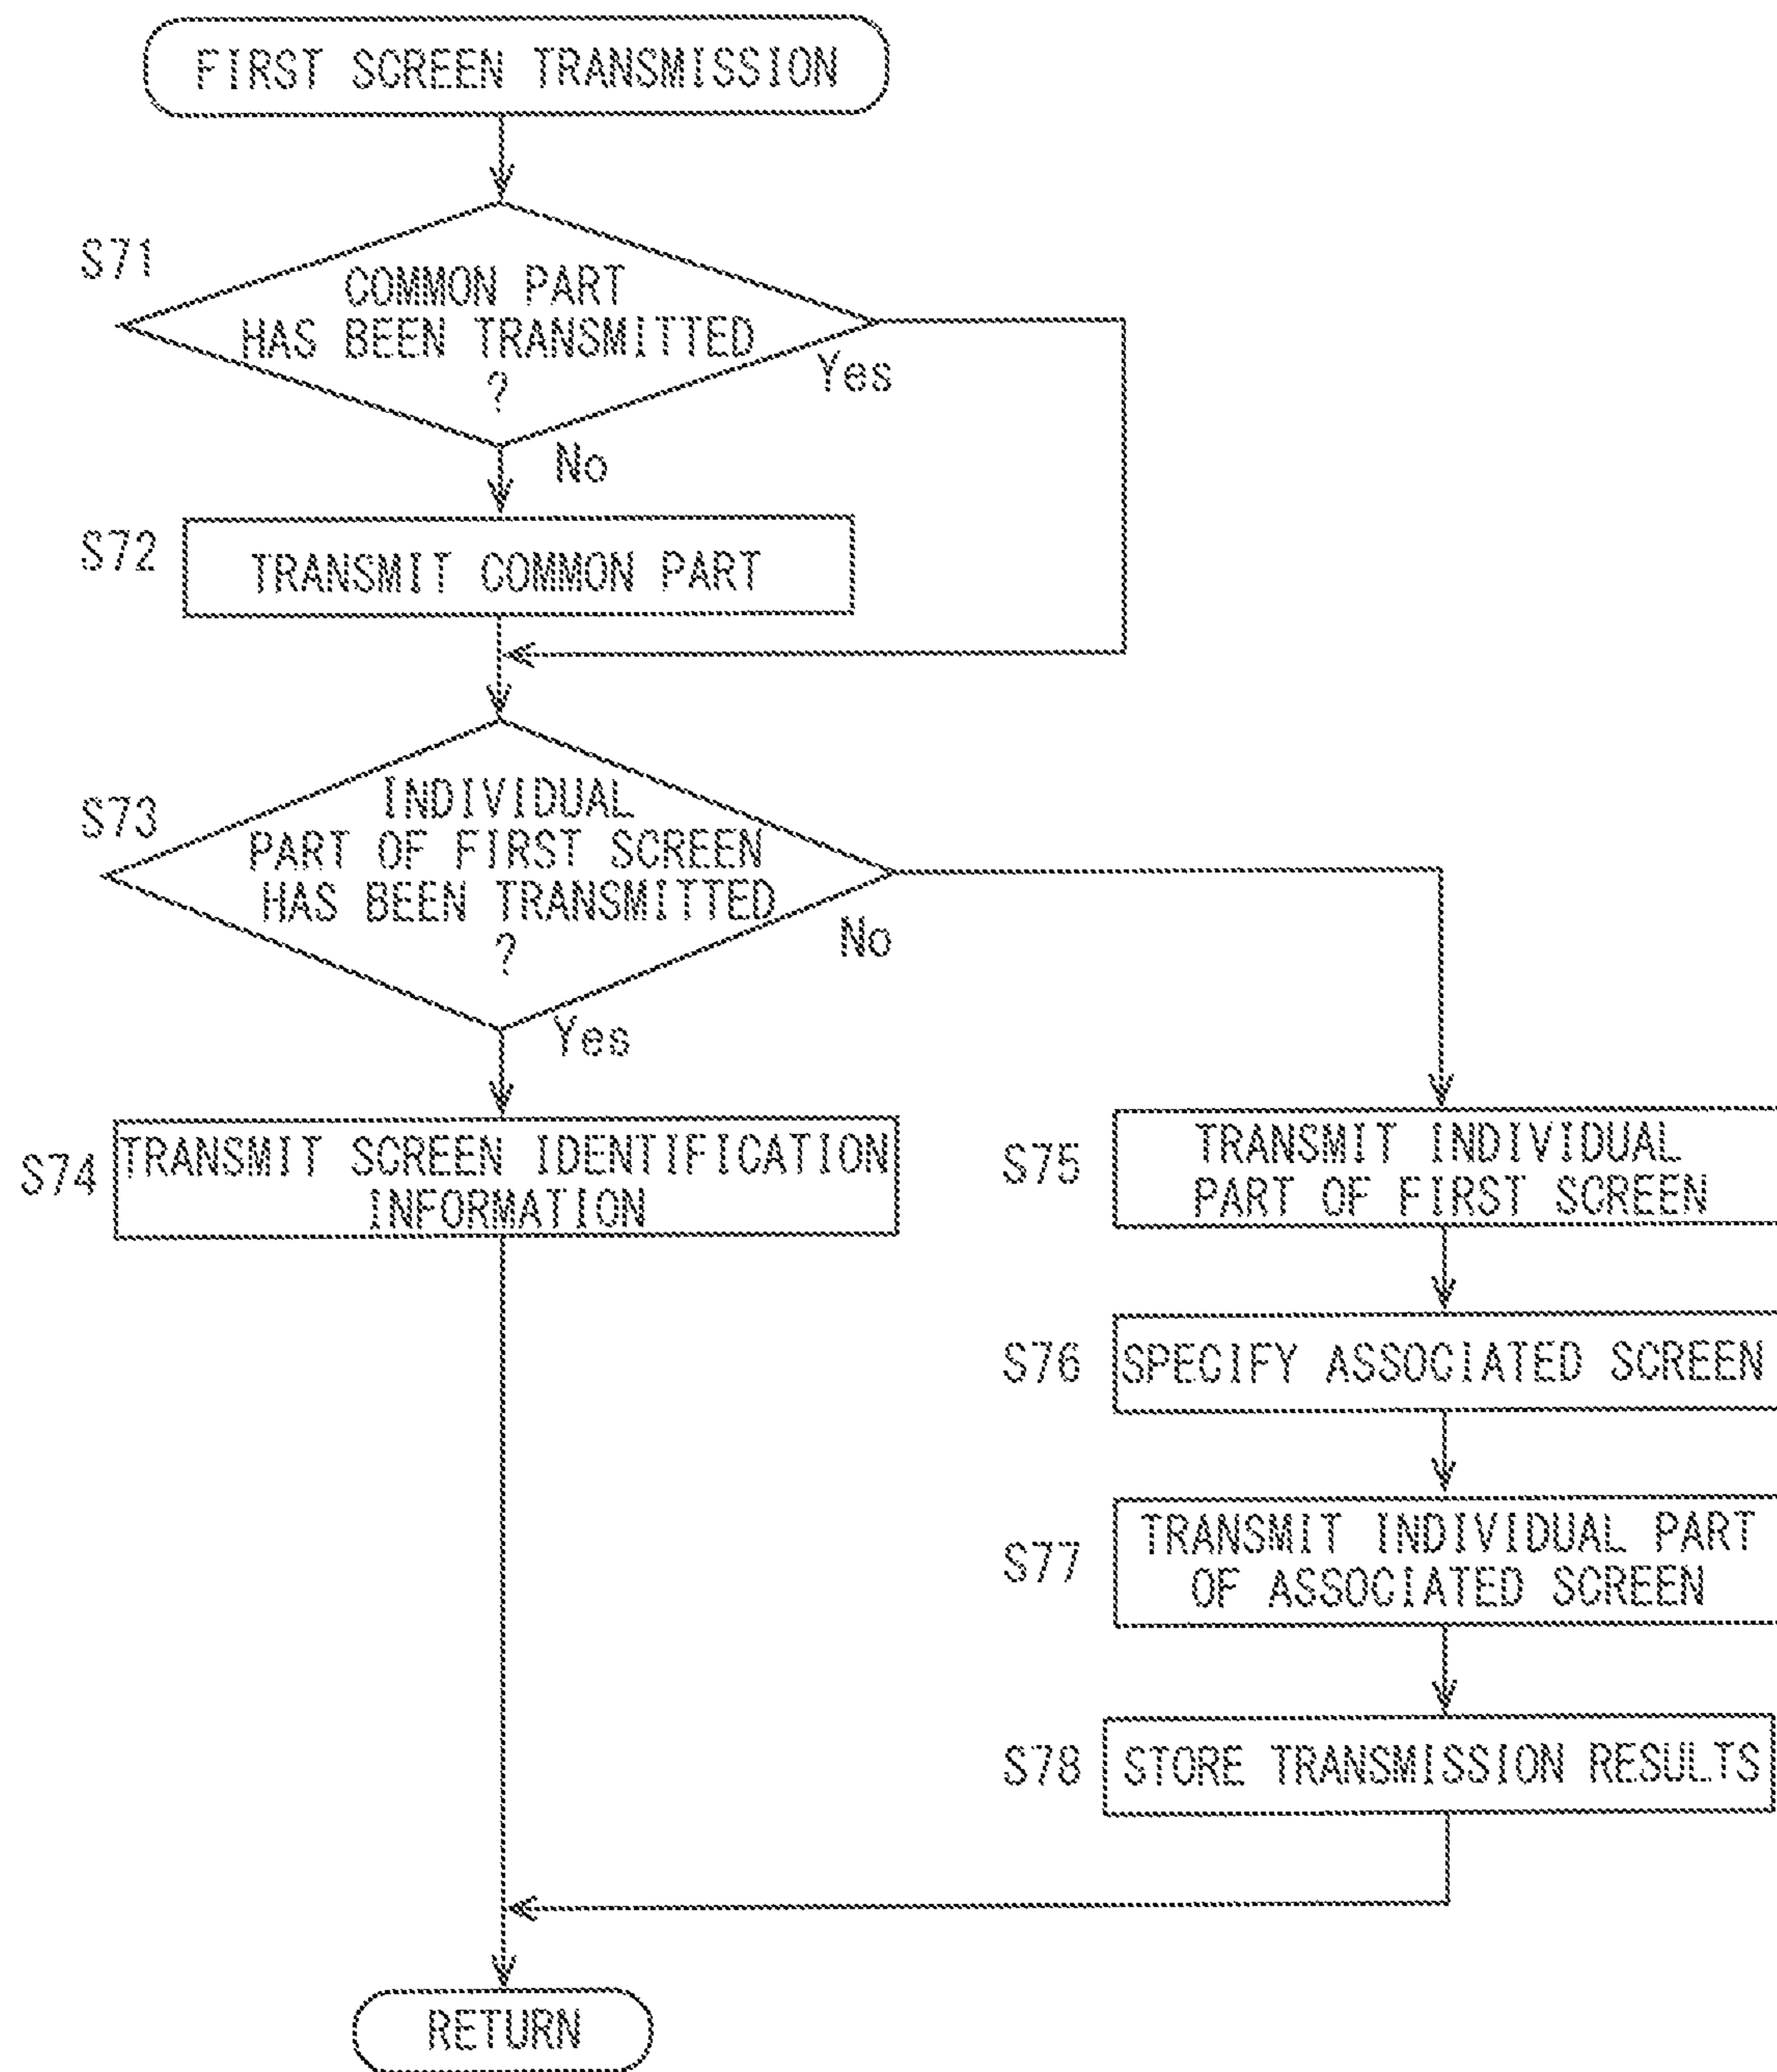 FIRST SCREEN TRANSMISSION
S71
COMMON PART
HAS BEEN TRANSMITTED
?
Yes
No
S72
TRANSMIT COMMON PART
S73
INDIVIDUAL
PART OF FIRST SCREEN
HAS BEEN TRANSMITTED
?
No
Yes
S74
TRANSMIT SCREEN IDENTIFICATION
INFORMATION
S75
TRANSMIT INDIVIDUAL
PART OF FIRST SCREEN
S76
SPECIFY ASSOCIATED SCREEN
S77
TRANSMIT INDIVIDUAL PART
OF ASSOCIATED SCREEN
S78
STORE TRANSMISSION RESULTS
RETURN